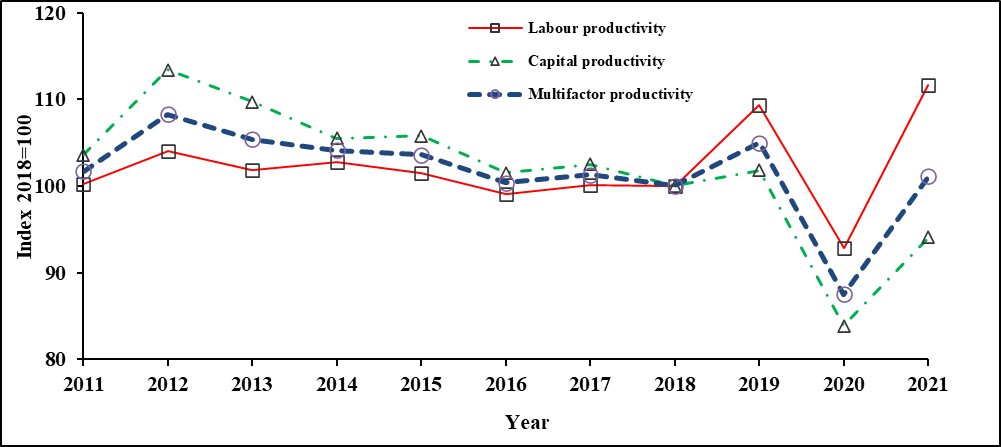 120
Labour productivity
Capital productivity
110
Multifactor productivity
Index 2018=100
100
90
80
2011 2012 2013 2014 2015 2016 2017 2018 2019 2020 2021
Year